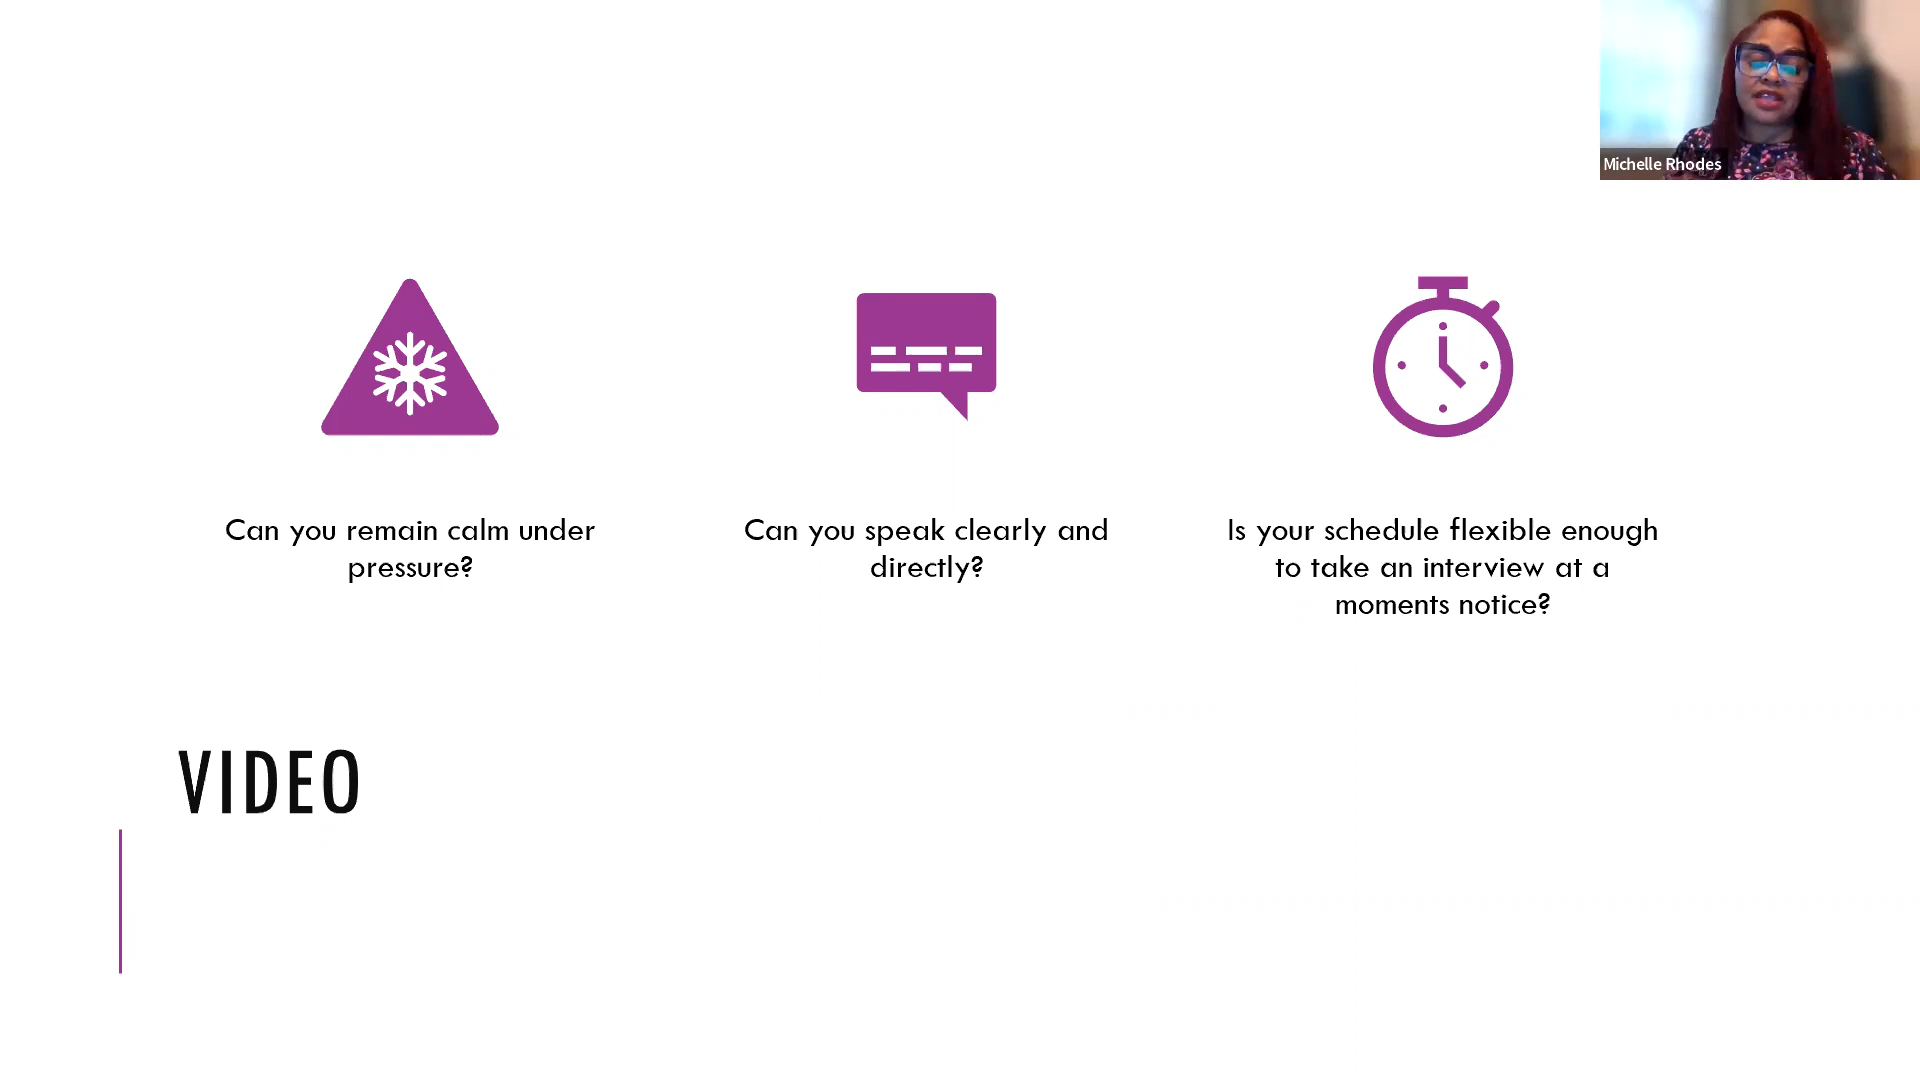 Michelle Rhodes
Can you remain calm under
pressure?
Can you speak clearly and
directly?
Is your schedule flexible enough
to take an interview at a
moments notice?
VIDEO